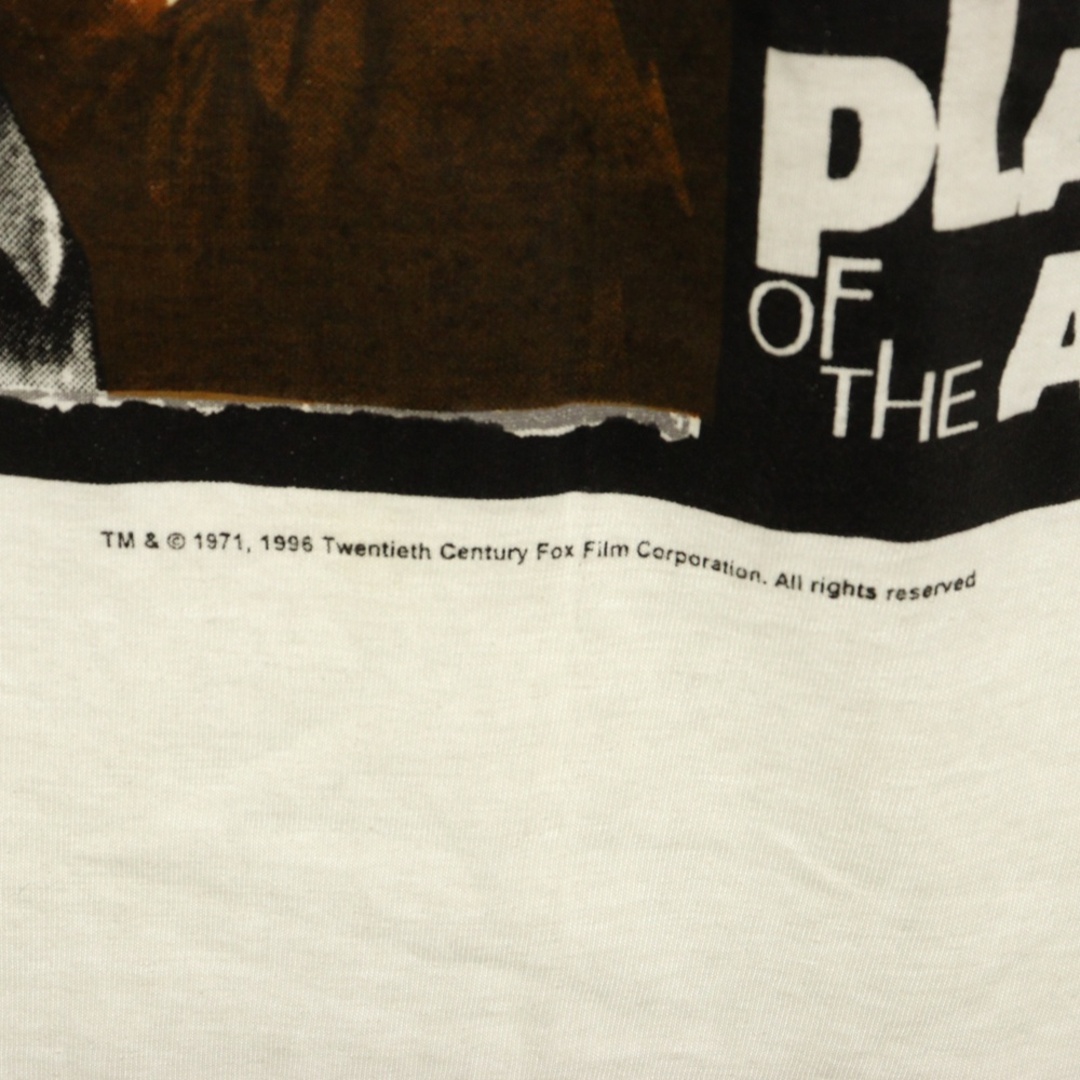 PLA
OF
THE A
TM & © 1971, 1996 Twentieth Century Fox Film Corporation. All rights reserved